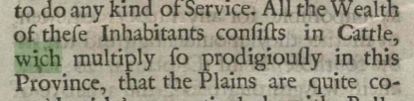 to do any kind of Service. All the Wealth
of theſe Inhabitants conſiſts in Cattle,
wich multiply ſo prodigiouſly in this
Province, that the Plains are quite co-